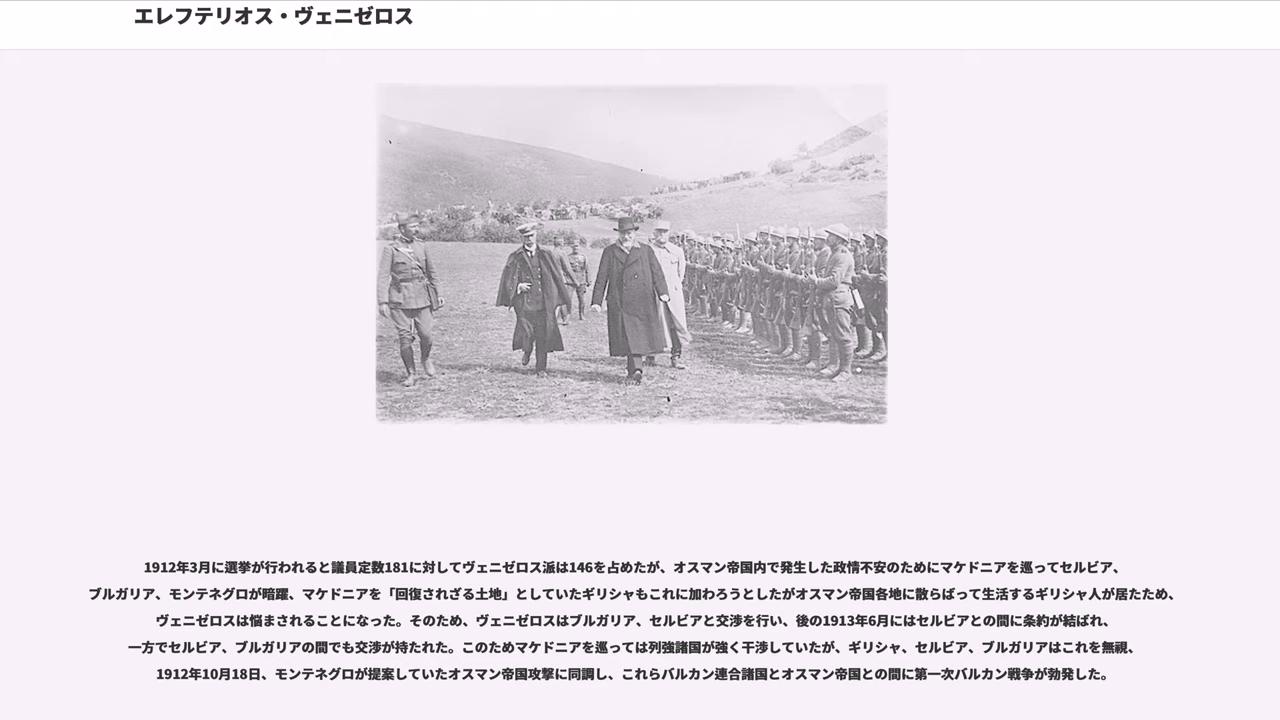 エレフテリオス・ヴェニゼロス
1912年3月に選挙が行われると議員定数181に対してヴェニゼロス派は146を占めたが、オスマン帝国内で発生した政情不安のためにマケドニアを巡ってセルビア、
ブルガリア、モンテネグロが暗躍、マケドニアを「回復されざる土地」としていたギリシャもこれに加わろうとしたがオスマン帝国各地に散らばって生活するギリシャ人が居たため、
ヴェニゼロスは悩まされることになった。そのため、ヴェニゼロスはブルガリア、セルビアと交渉を行い、後の1913年6月にはセルビアとの間に条約が結ばれ、
一方でセルビア、ブルガリアの間でも交渉が持たれた。このためマケドニアを巡っては列強諸国が強く干渉していたが、ギリシャ、セルビア、ブルガリアはこれを無視、
1912年10月18日、モンテネグロが提案していたオスマン帝国攻撃に同調し、これらバルカン連合諸国とオスマン帝国との間に第一次バルカン戦争が勃発した。